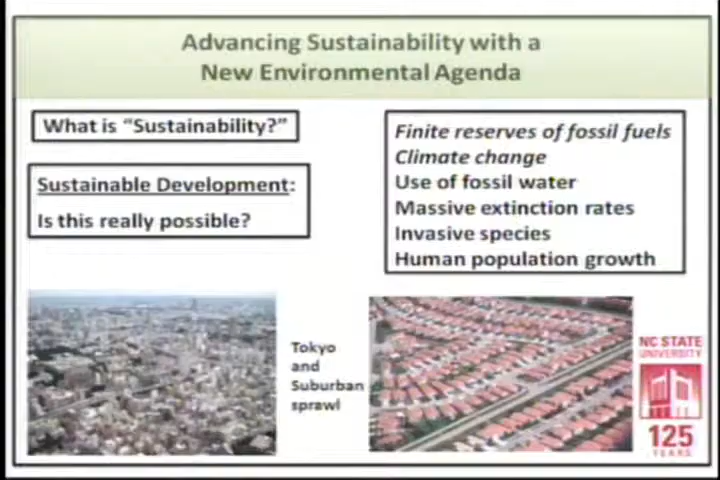 Advancing Sustainability with a
New Environmental Agenda
What is “Sustainability?”
Sustainable Development:
Is this really possible?
Finite reserves of fossil fuels
Climate change
Use of fossil water
Massive extinction rates
Invasive species
Human population growth
Tokyo
and
Suburban
sprawl
NC STATE
UNIVERSITY
125
YEARS